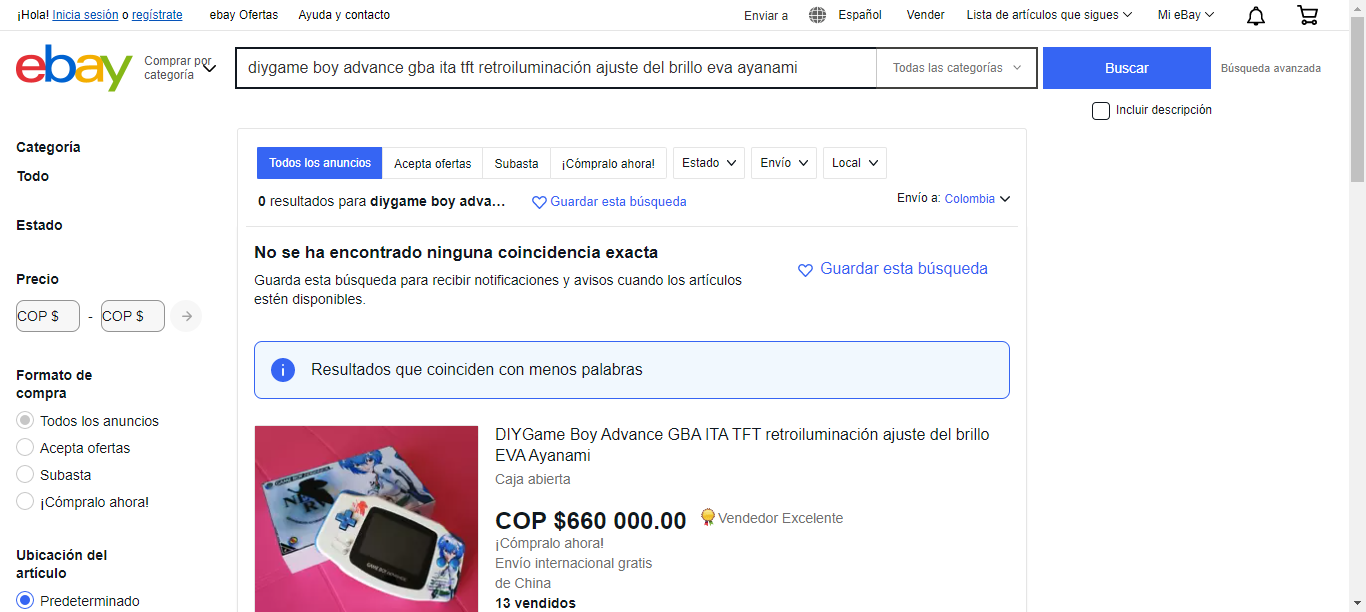 ¡Hola! Inicia sesión o regístrate ebay Ofertas Ayuda y contacto Enviar a Español Vender Lista de artículos que sigues Mi eBay
ebay
Comprar por
categoría
diygame boy advance gba ita tft retroiluminación ajuste del brillo eva ayanami Todas las categorías Buscar Búsqueda avanzada
Incluir descripción
Categoría
Todo
Estado
Precio
COP $ - COP $
Formato de
compra
Todos los anuncios
Acepta ofertas
Subasta
¡Cómpralo ahora!
Ubicación del
artículo
Predeterminado
Todos los anuncios Acepta ofertas Subasta ¡Cómpralo ahora! Estado Envío Local
0 resultados para diygame boy adva... Guardar esta búsqueda Envío a: Colombia
No se ha encontrado ninguna coincidencia exacta
Guarda esta búsqueda para recibir notificaciones y avisos cuando los artículos
estén disponibles.
Guardar esta búsqueda
Resultados que coinciden con menos palabras
DIYGame Boy Advance GBA ITA TFT retroiluminación ajuste del brillo
EVA Ayanami
Caja abierta
COP $660 000.00 Vendedor Excelente
¡Cómpralo ahora!
Envío internacional gratis
de China
13 vendidos
GAME BOY ADVANCE